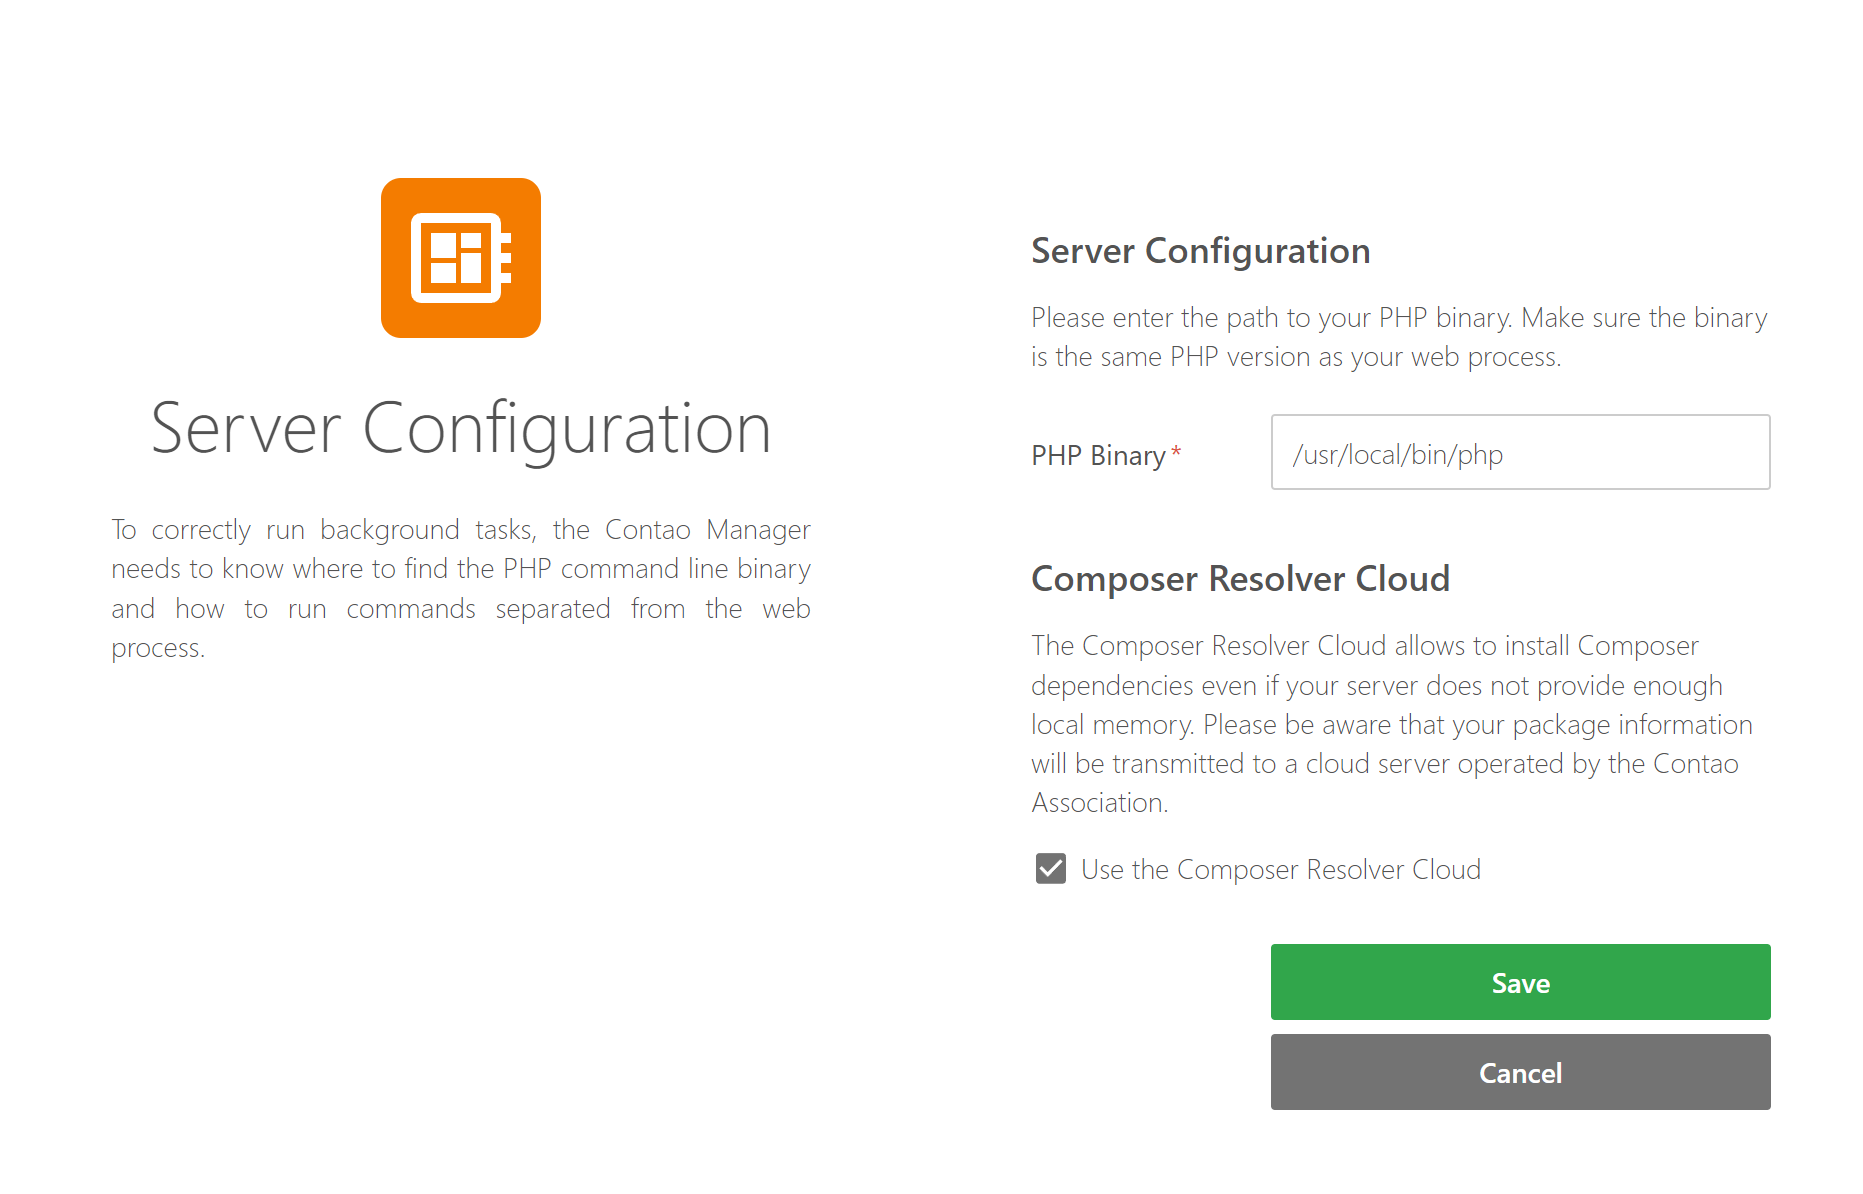 Server Configuration
To correctly run background tasks, the Contao Manager
needs to know where to find the PHP command line binary
and how to run commands separated from the web
process.
Server Configuration
Please enter the path to your PHP binary. Make sure the binary
is the same PHP version as your web process.
PHP Binary*
/usr/local/bin/php
Composer Resolver Cloud
The Composer Resolver Cloud allows to install Composer
dependencies even if your server does not provide enough
local memory. Please be aware that your package information
will be transmitted to a cloud server operated by the Contao
Association.
Use the Composer Resolver Cloud
Save
Cancel